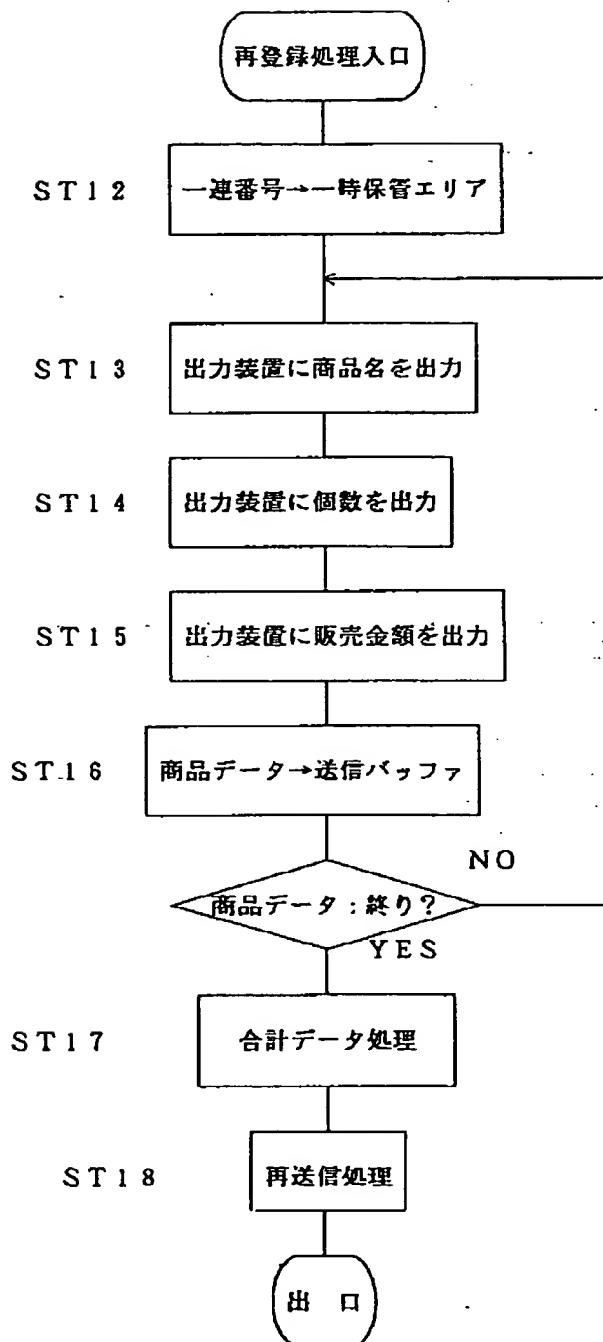 再登録処理入口
ST12 一連番号→一時保管エリア
ST13 出力装置に商品名を出力
ST14 出力装置に個数を出力
ST15 出力装置に販売金額を出力
ST16 商品データ→送信バッファ
NO
商品データ：終り？
YES
ST17 合計データ処理
ST18 再送信処理
出 口